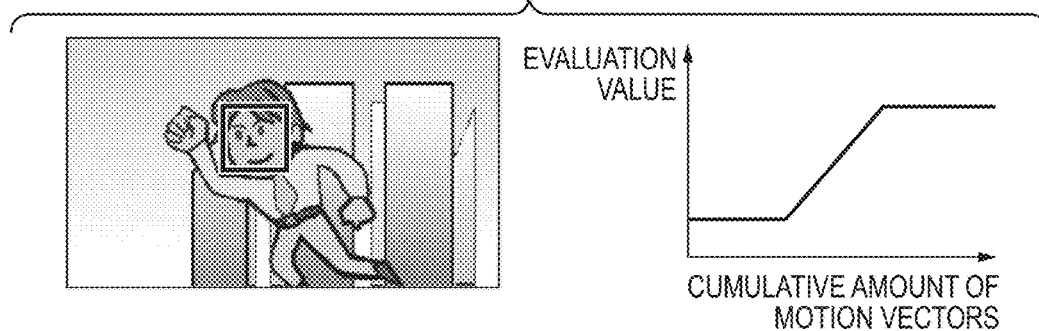 EVALUATION
VALUE
CUMULATIVE AMOUNT OF
MOTION VECTORS